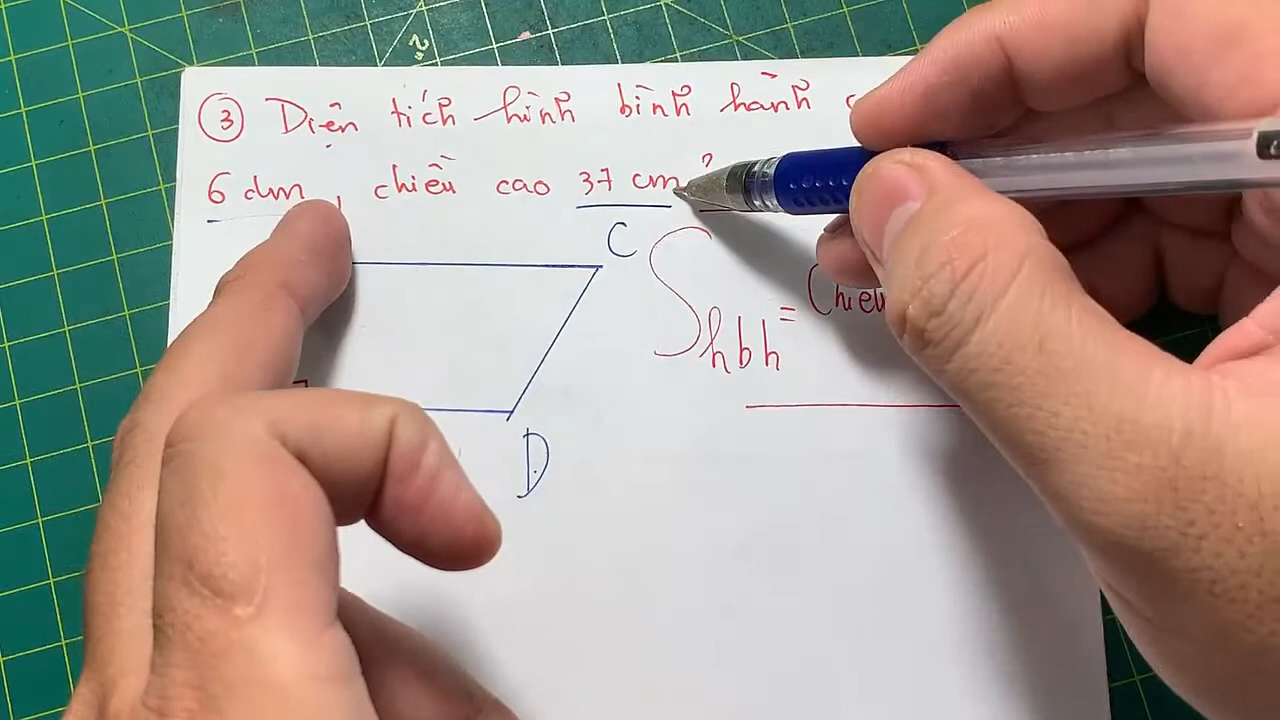 ③ Diện tích hình bình hành
6 dm, chiều cao 37 cm
C
S hbh = Chiều
D